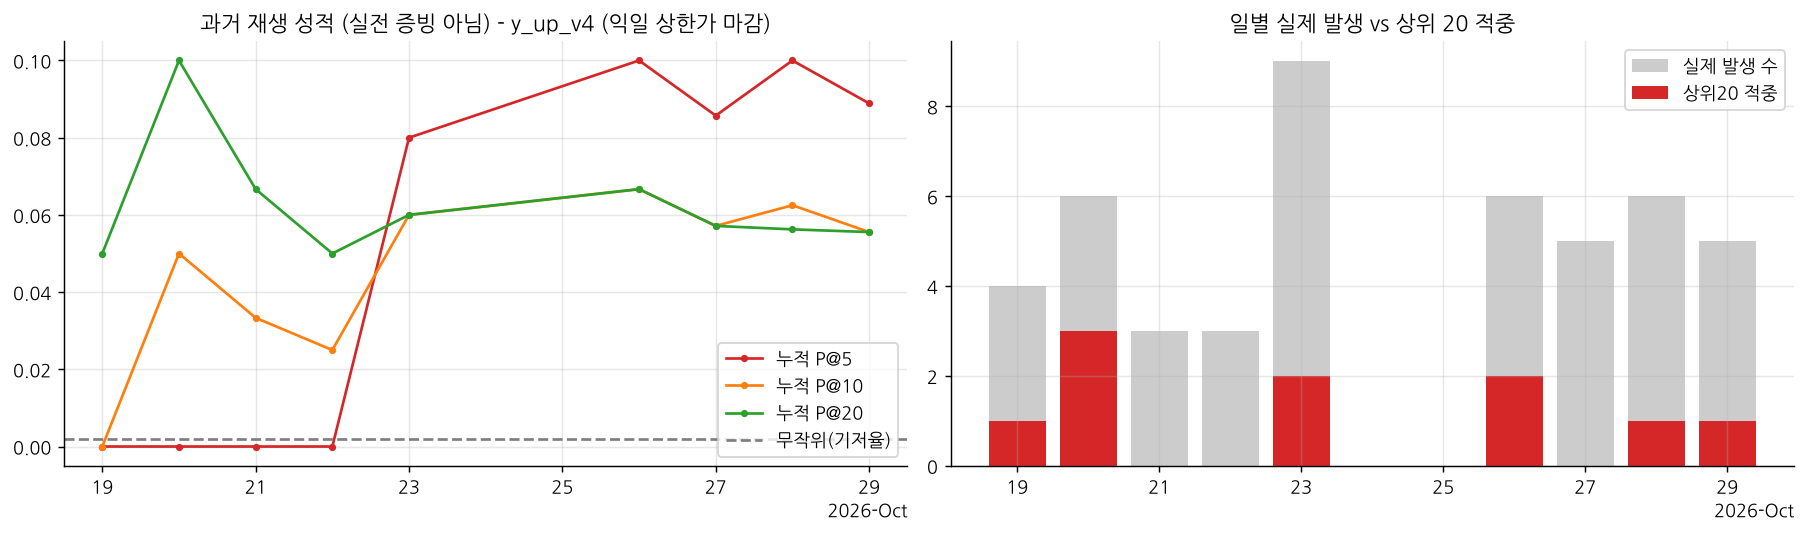 과거 재생 성적 (실전 증빙 아님) - y_up_v4 (익일 상한가 마감)
0.10
0.08
0.06
0.04
0.02
0.00
누적 P@5
누적 P@10
누적 P@20
무작위(기저율)
19 21 23 25 27 29
2026-Oct
일별 실제 발생 vs 상위 20 적중
실제 발생 수
상위20 적중
8
6
4
2
0
19 21 23 25 27 29
2026-Oct